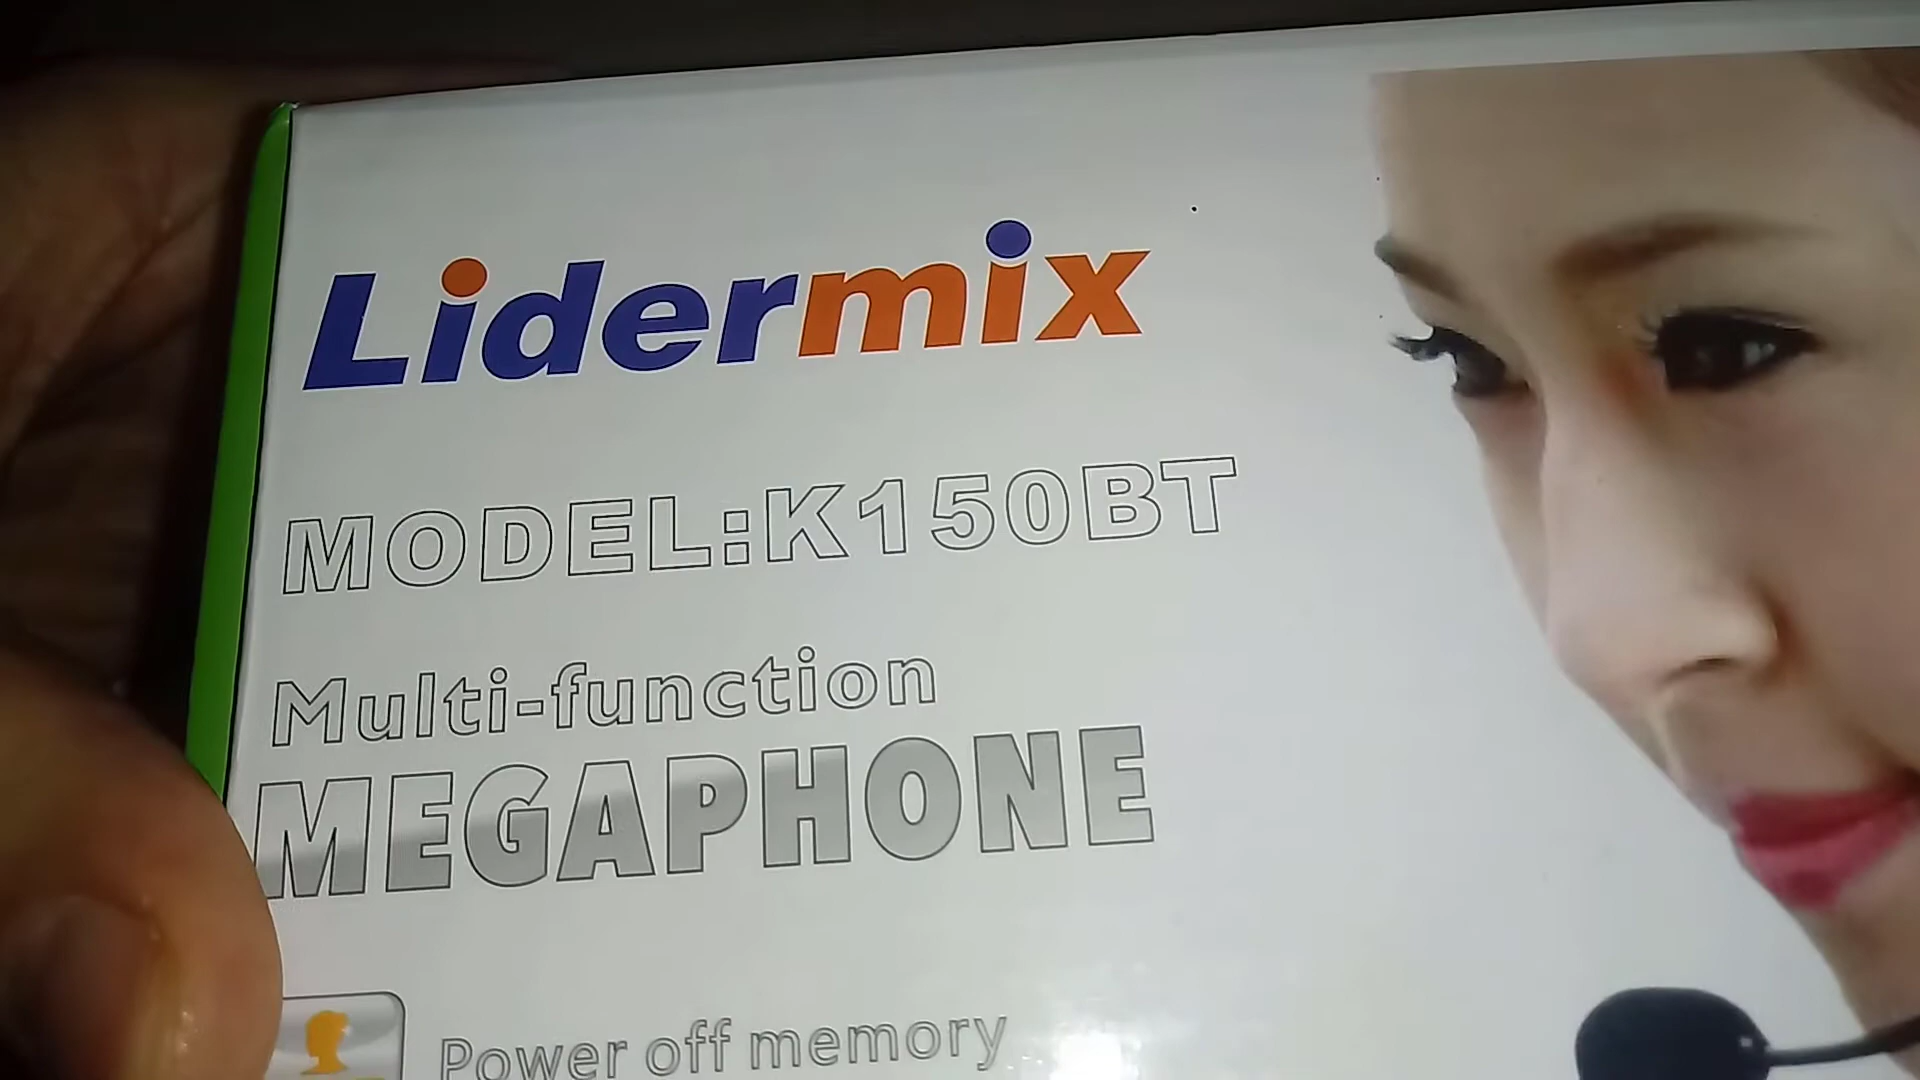 Lidermix
MODEL:K150BT
Multi-function
MEGAPHONE
Power off memory